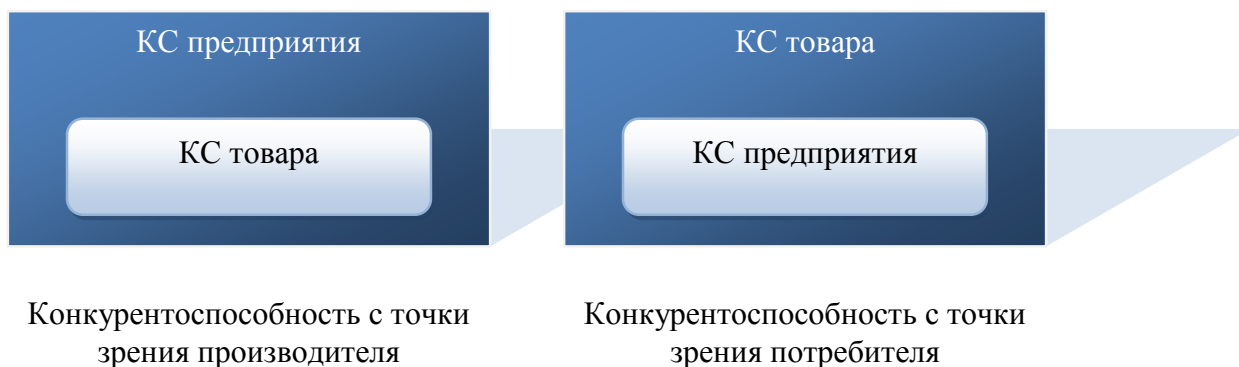 КС предприятия
КС товара
Конкурентоспособность с точки
зрения производителя
КС товара
КС предприятия
Конкурентоспособность с точки
зрения потребителя